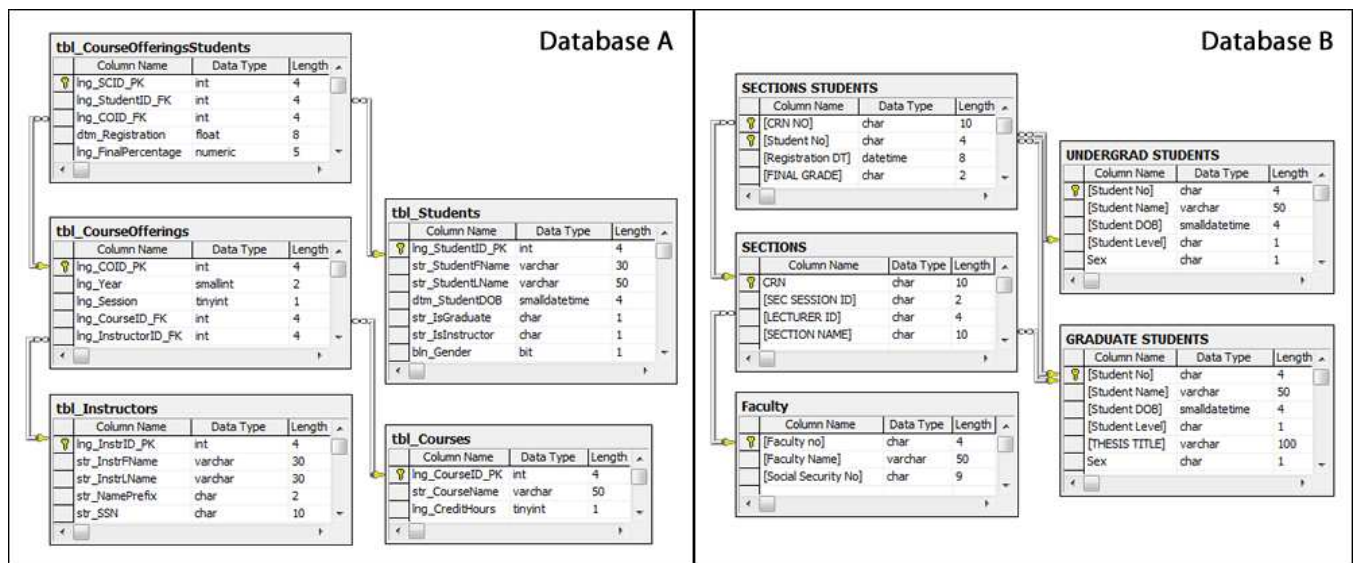 Database A
tbl_CourseOfferingsStudents
Column Name Data Type Length
lng_SCID_PK int 4
lng_StudentID_FK int 4
lng_COID_FK int 4
dtm_Registration float 8
lng_FinalPercentage numeric 5
tbl_CourseOfferings
Column Name Data Type Length
lng_COID_PK int 4
lng_Year smallint 2
lng_Session tinyint 1
lng_CourseID_FK int 4
lng_InstructorID_FK int 4
tbl_Instructors
Column Name Data Type Length
lng_InstrID_PK int 4
str_InstrFName varchar 30
str_InstrLName varchar 30
str_NamePrefix char 2
str_SSN char 10
tbl_Students
Column Name Data Type Length
lng_StudentID_PK int 4
str_StudentFName varchar 30
str_StudentLName varchar 50
dtm_StudentDOB smalldatetime 4
str_IsGraduate char 1
str_IsInstructor char 1
bln_Gender bit 1
tbl_Courses
Column Name Data Type Length
lng_CourseID_PK int 4
str_CourseName varchar 50
lng_CreditHours tinyint 1
Database B
SECTIONS STUDENTS
Column Name Data Type Length
[CRN NO] char 10
[Student No] char 4
[Registration DT] datetime 8
[FINAL GRADE] char 2
SECTIONS
Column Name Data Type Length
CRN char 10
[SEC SESSION ID] char 2
[LECTURER ID] char 4
[SECTION NAME] char 10
Faculty
Column Name Data Type Length
[Faculty no] char 4
[Faculty Name] varchar 50
[Social Security No] char 9
UNDERGRAD STUDENTS
Column Name Data Type Length
[Student No] char 4
[Student Name] varchar 50
[Student DOB] smalldatetime 4
[Student Level] char 1
Sex char 1
GRADUATE STUDENTS
Column Name Data Type Length
[Student No] char 4
[Student Name] varchar 50
[Student DOB] smalldatetime 4
[Student Level] char 1
[THESIS TITLE] varchar 100
Sex char 1